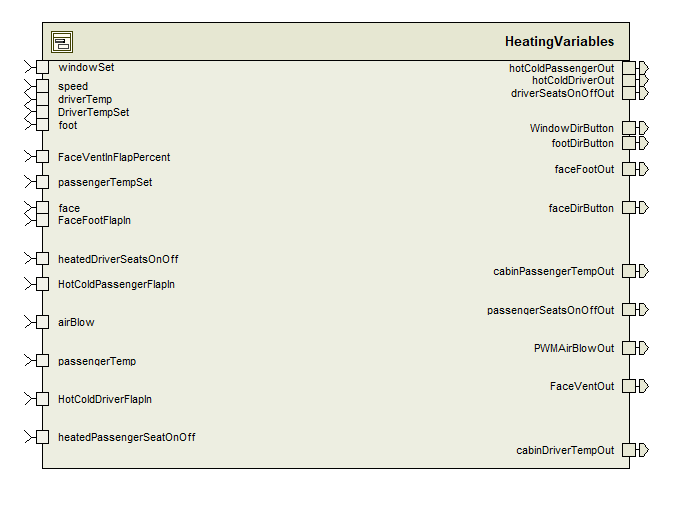 HeatingVariables
windowSet
speed
driverTemp
DriverTempSet
foot
FaceVentInFlapPercent
passengerTempSet
face
FaceFootFlapIn
heatedDriverSeatsOnOff
HotColdPassengerFlapIn
airBlow
passengerTemp
HotColdDriverFlapIn
heatedPassengerSeatOnOff
hotColdPassengerOut
hotColdDriverOut
driverSeatsOnOffOut
WindowDirButton
footDirButton
faceFootOut
faceDirButton
cabinPassengerTempOut
passengerSeatsOnOffOut
PWMAirBlowOut
FaceVentOut
cabinDriverTempOut